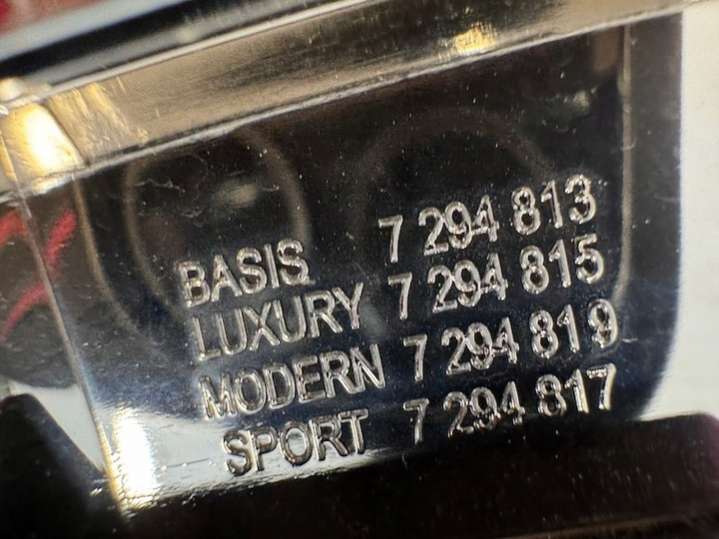 BASIS 7 294 813
LUXURY 7 294 815
MODERN 7 294 819
SPORT 7 294 817